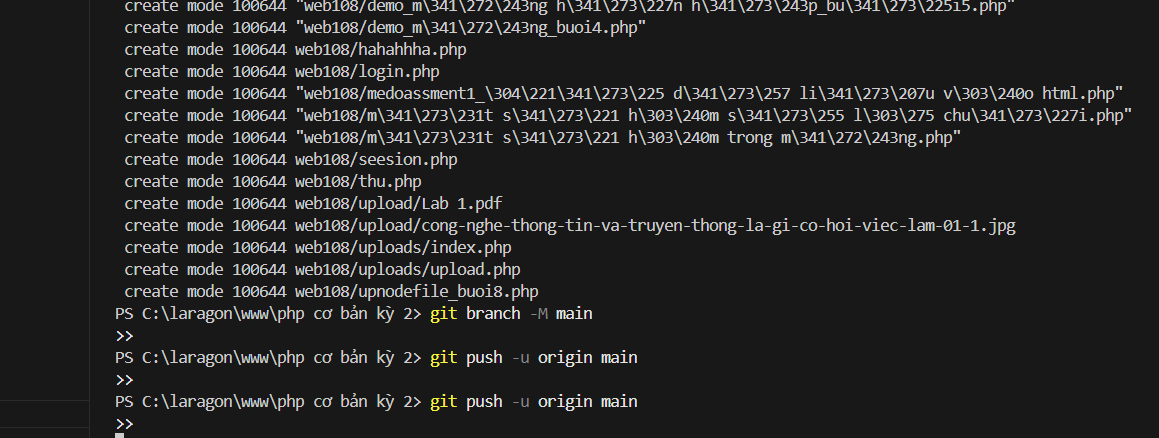 create mode 100644 "web108/demo_m\341\272\243ng h\341\273\227n h\341\273\243p_bu\341\273\225i5.php"
create mode 100644 "web108/demo_m\341\272\243ng_buoi4.php"
create mode 100644 web108/hahahhha.php
create mode 100644 web108/login.php
create mode 100644 "web108/medoassment1_\304\221\341\273\225 d\341\273\257 li\341\273\207u v\303\240o html.php"
create mode 100644 "web108/m\341\273\231t s\341\273\221 h\303\240m s\341\273\255 l\303\275 chu\341\273\227i.php"
create mode 100644 "web108/m\341\273\231t s\341\273\221 h\303\240m trong m\341\272\243ng.php"
create mode 100644 web108/seesion.php
create mode 100644 web108/thu.php
create mode 100644 web108/upload/Lab 1.pdf
create mode 100644 web108/upload/cong-nghe-thong-tin-va-truyen-thong-la-gi-co-hoi-viec-lam-01-1.jpg
create mode 100644 web108/uploads/index.php
create mode 100644 web108/uploads/upload.php
create mode 100644 web108/upnodefile_buoi8.php
PS C:\laragon\www\php cơ bản kỳ 2> git branch -M main
>>
PS C:\laragon\www\php cơ bản kỳ 2> git push -u origin main
>>
PS C:\laragon\www\php cơ bản kỳ 2> git push -u origin main
>>